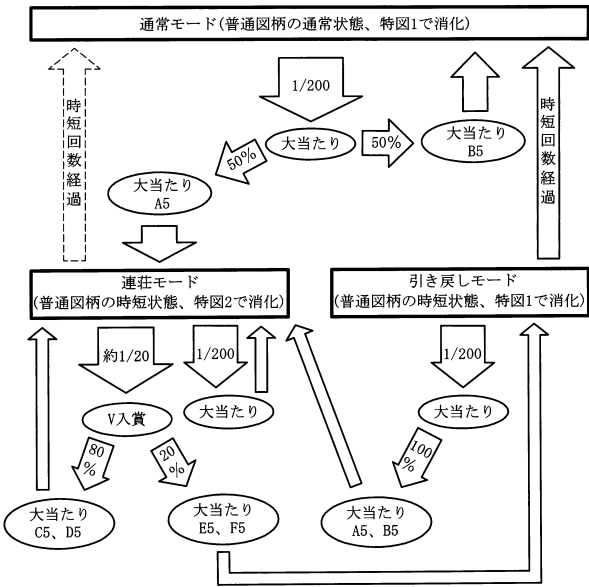 通常モード(普通図柄の通常状態、特図1で消化)
1/200
大当たり
50%
50%
大当たり
B5
大当たり
A5
時短回数経過
時短回数経過
連荘モード
(普通図柄の時短状態、特図2で消化)
引き戻しモード
(普通図柄の時短状態、特図1で消化)
約1/20
1/200
1/200
V入賞
大当たり
大当たり
80
%
20
%
100
%
大当たり
C5、D5
大当たり
E5、F5
大当たり
A5、B5